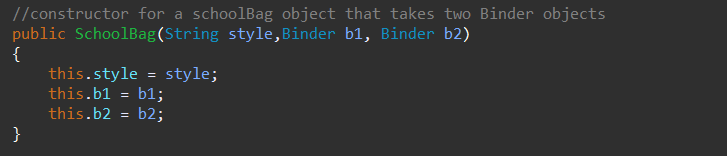 //constructor for a schoolBag object that takes two Binder objects
public SchoolBag(String style,Binder b1, Binder b2)
{
    this.style = style;
    this.b1 = b1;
    this.b2 = b2;
}